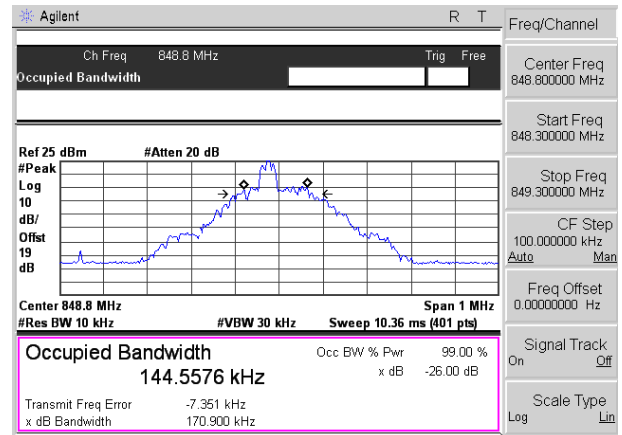 Agilent R T
Ch Freq 848.8 MHz Trig Free
Occupied Bandwidth
Ref 25 dBm #Atten 20 dB
#Peak
Log
10
dB/
Offst
19
dB
Center 848.8 MHz Span 1 MHz
#Res BW 10 kHz #VBW 30 kHz Sweep 10.36 ms (401 pts)
Occupied Bandwidth Occ BW % Pwr 99.00 %
144.5576 kHz x dB -26.00 dB
Transmit Freq Error -7.351 kHz
x dB Bandwidth 170.900 kHz
Freq/Channel
Center Freq
848.800000 MHz
Start Freq
848.300000 MHz
Stop Freq
849.300000 MHz
CF Step
100.000000 kHz
Auto Man
Freq Offset
0.00000000 Hz
Signal Track
On Off
Scale Type
Log Lin